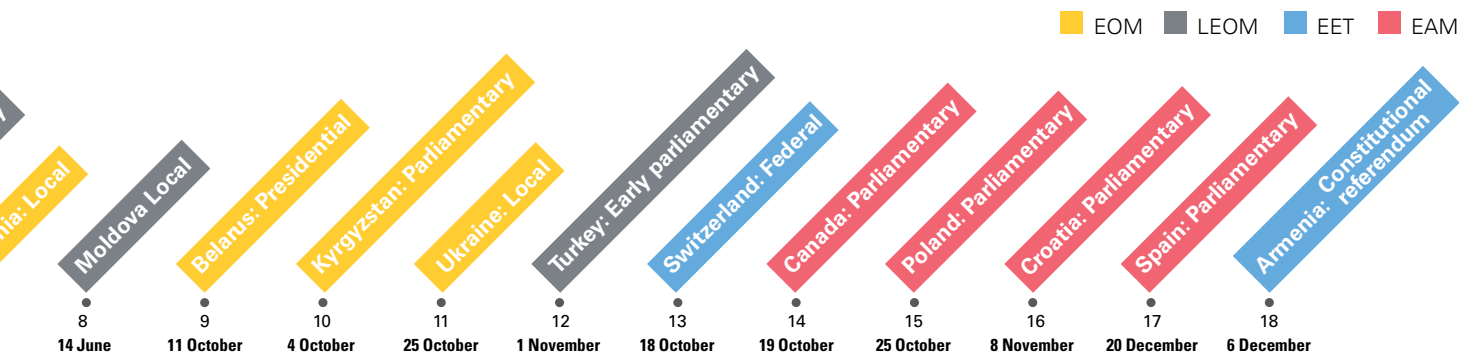 EOM LEOM EET EAM
Moldova Local
Belarus: Presidential
Kyrgyzstan: Parliamentary
Ukraine: Local
Turkey: Early parliamentary
Switzerland: Federal
Canada: Parliamentary
Poland: Parliamentary
Croatia: Parliamentary
Spain: Parliamentary
Armenia: Constitutional
referendum
Local
8 9 10 11 12 13 14 15 16 17 18
14 June 11 October 4 October 25 October 1 November 18 October 19 October 25 October 8 November 20 December 6 December